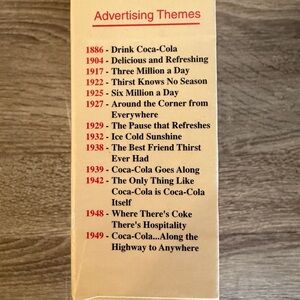 Advertising Themes
1886 - Drink Coca-Cola
1904 - Delicious and Refreshing
1917 - Three Million a Day
1922 - Thirst Knows No Season
1925 - Six Million a Day
1927 - Around the Corner from
Everywhere
1929 - The Pause that Refreshes
1932 - Ice Cold Sunshine
1938 - The Best Friend Thirst
Ever Had
1939 - Coca-Cola Goes Along
1942 - The Only Thing Like
Coca-Cola is Coca-Cola
Itself
1948 - Where There's Coke
There's Hospitality
1949 - Coca-Cola...Along the
Highway to Anywhere